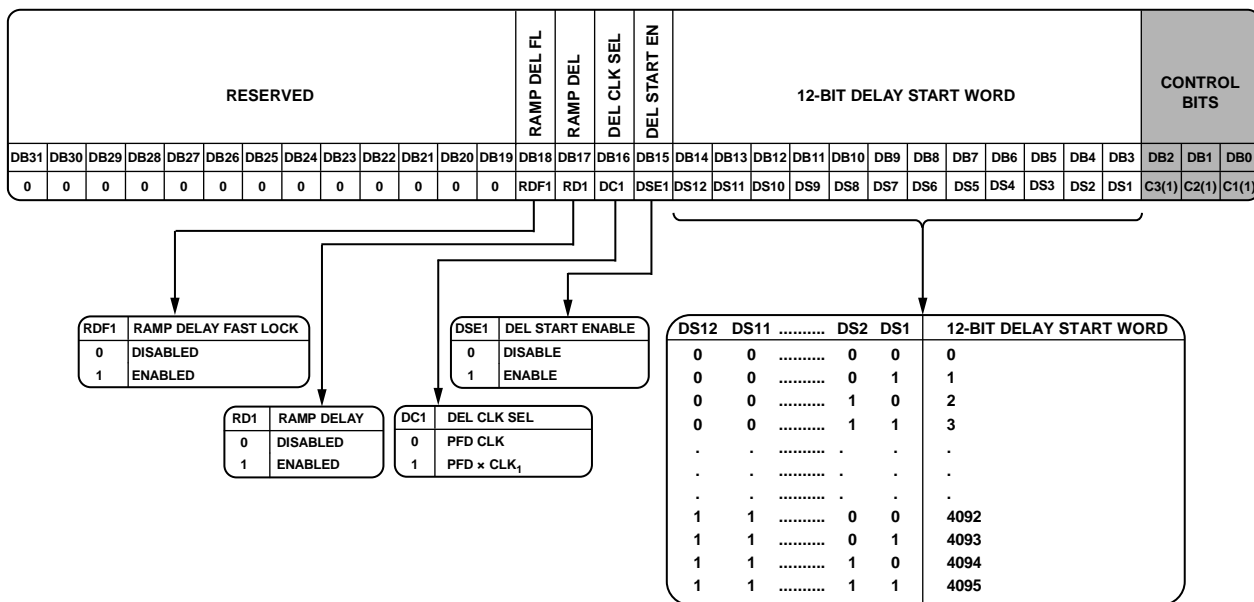 RESERVED
RAMP DEL FL
RAMP DEL
DEL CLK SEL
DEL START EN
12-BIT DELAY START WORD
CONTROL
BITS
DB31 DB30 DB29 DB28 DB27 DB26 DB25 DB24 DB23 DB22 DB21 DB20 DB19 DB18 DB17 DB16 DB15 DB14 DB13 DB12 DB11 DB10 DB9 DB8 DB7 DB6 DB5 DB4 DB3 DB2 DB1 DB0
0 0 0 0 0 0 0 0 0 0 0 0 0 RDF1 RD1 DC1 DSE1 DS12 DS11 DS10 DS9 DS8 DS7 DS6 DS5 DS4 DS3 DS2 DS1 C3(1) C2(1) C1(1)
RDF1 RAMP DELAY FAST LOCK
0 DISABLED
1 ENABLED
DSE1 DEL START ENABLE
0 DISABLE
1 ENABLE
RD1 RAMP DELAY
0 DISABLED
1 ENABLED
DC1 DEL CLK SEL
0 PFD CLK
1 PFD × CLK₁
DS12 DS11 .......... DS2 DS1 12-BIT DELAY START WORD
0 0 .......... 0 0 0
0 0 .......... 0 1 1
0 0 .......... 1 0 2
0 0 .......... 1 1 3
. . .......... . . .
. . .......... . . .
. . .......... . . .
1 1 .......... 0 0 4092
1 1 .......... 0 1 4093
1 1 .......... 1 0 4094
1 1 .......... 1 1 4095